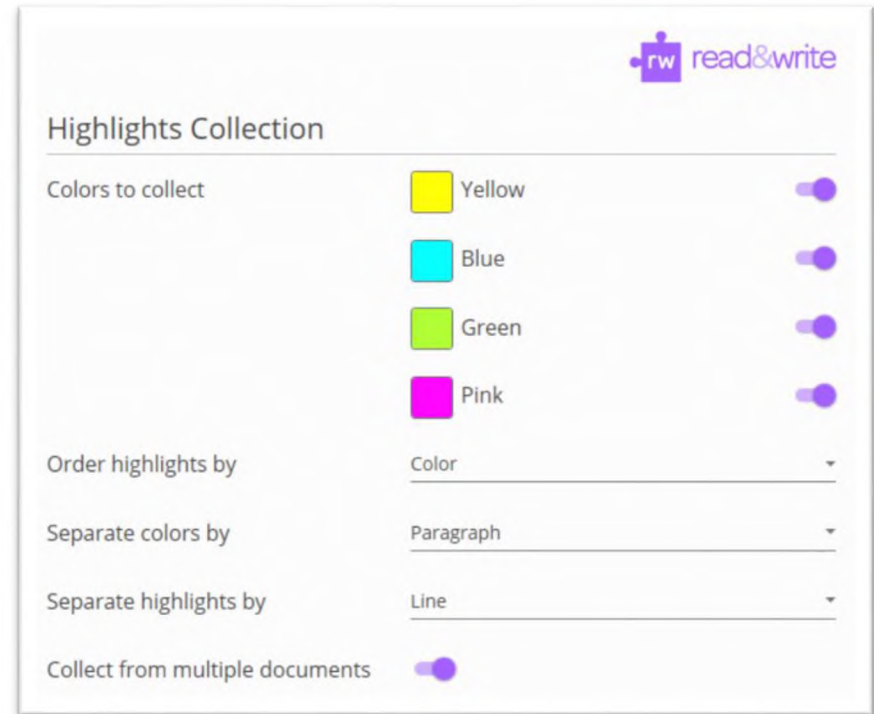 rw read&write
Highlights Collection
Colors to collect
Yellow
Blue
Green
Pink
Order highlights by Color
Separate colors by Paragraph
Separate highlights by Line
Collect from multiple documents